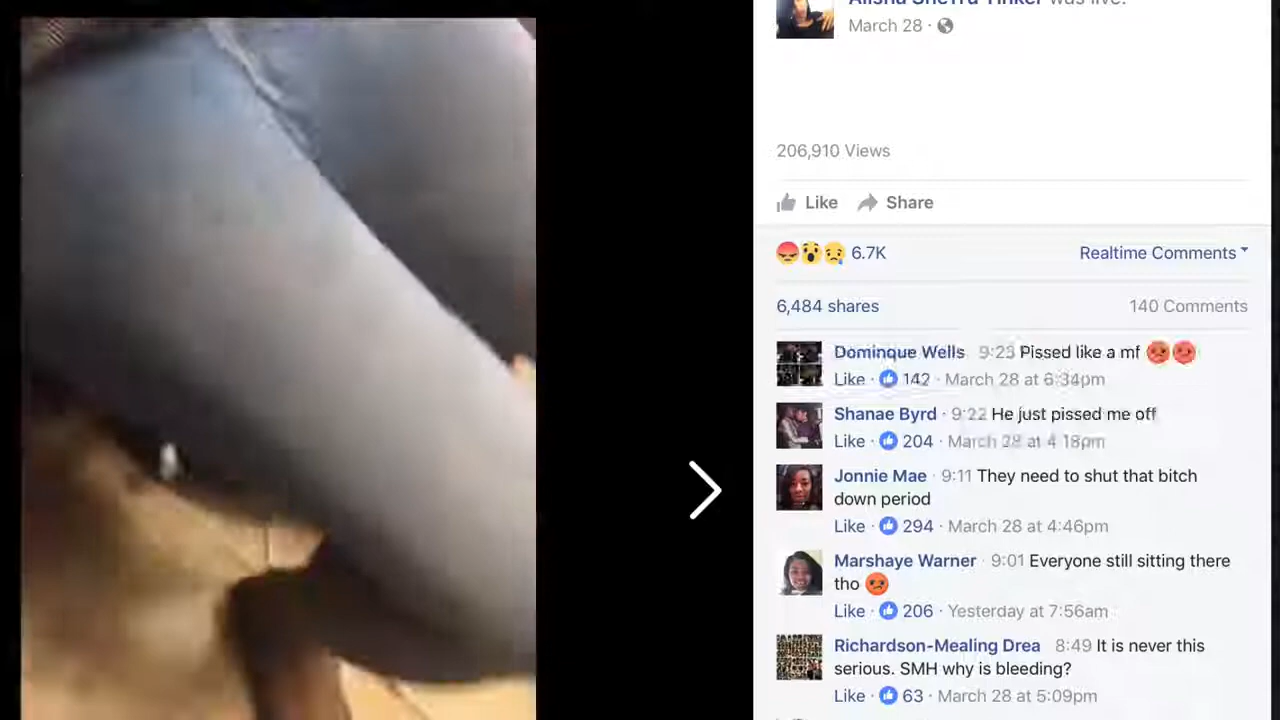 was live.
March 28 ·
206,910 Views
Like Share
6.7K Realtime Comments
6,484 shares 140 Comments
Dominque Wells 9:23 Pissed like a mf 😡😡
Like · 142 · March 28 at 6:34pm
Shanae Byrd · 9:22 He just pissed me off
Like · 204 · March 28 at 4:18pm
Jonnie Mae · 9:11 They need to shut that bitch
down period
Like · 294 · March 28 at 4:46pm
Marshaye Warner · 9:01 Everyone still sitting there
tho 😡
Like · 206 · Yesterday at 7:56am
Richardson-Mealing Drea · 8:49 It is never this
serious. SMH why is bleeding?
Like · 63 · March 28 at 5:09pm